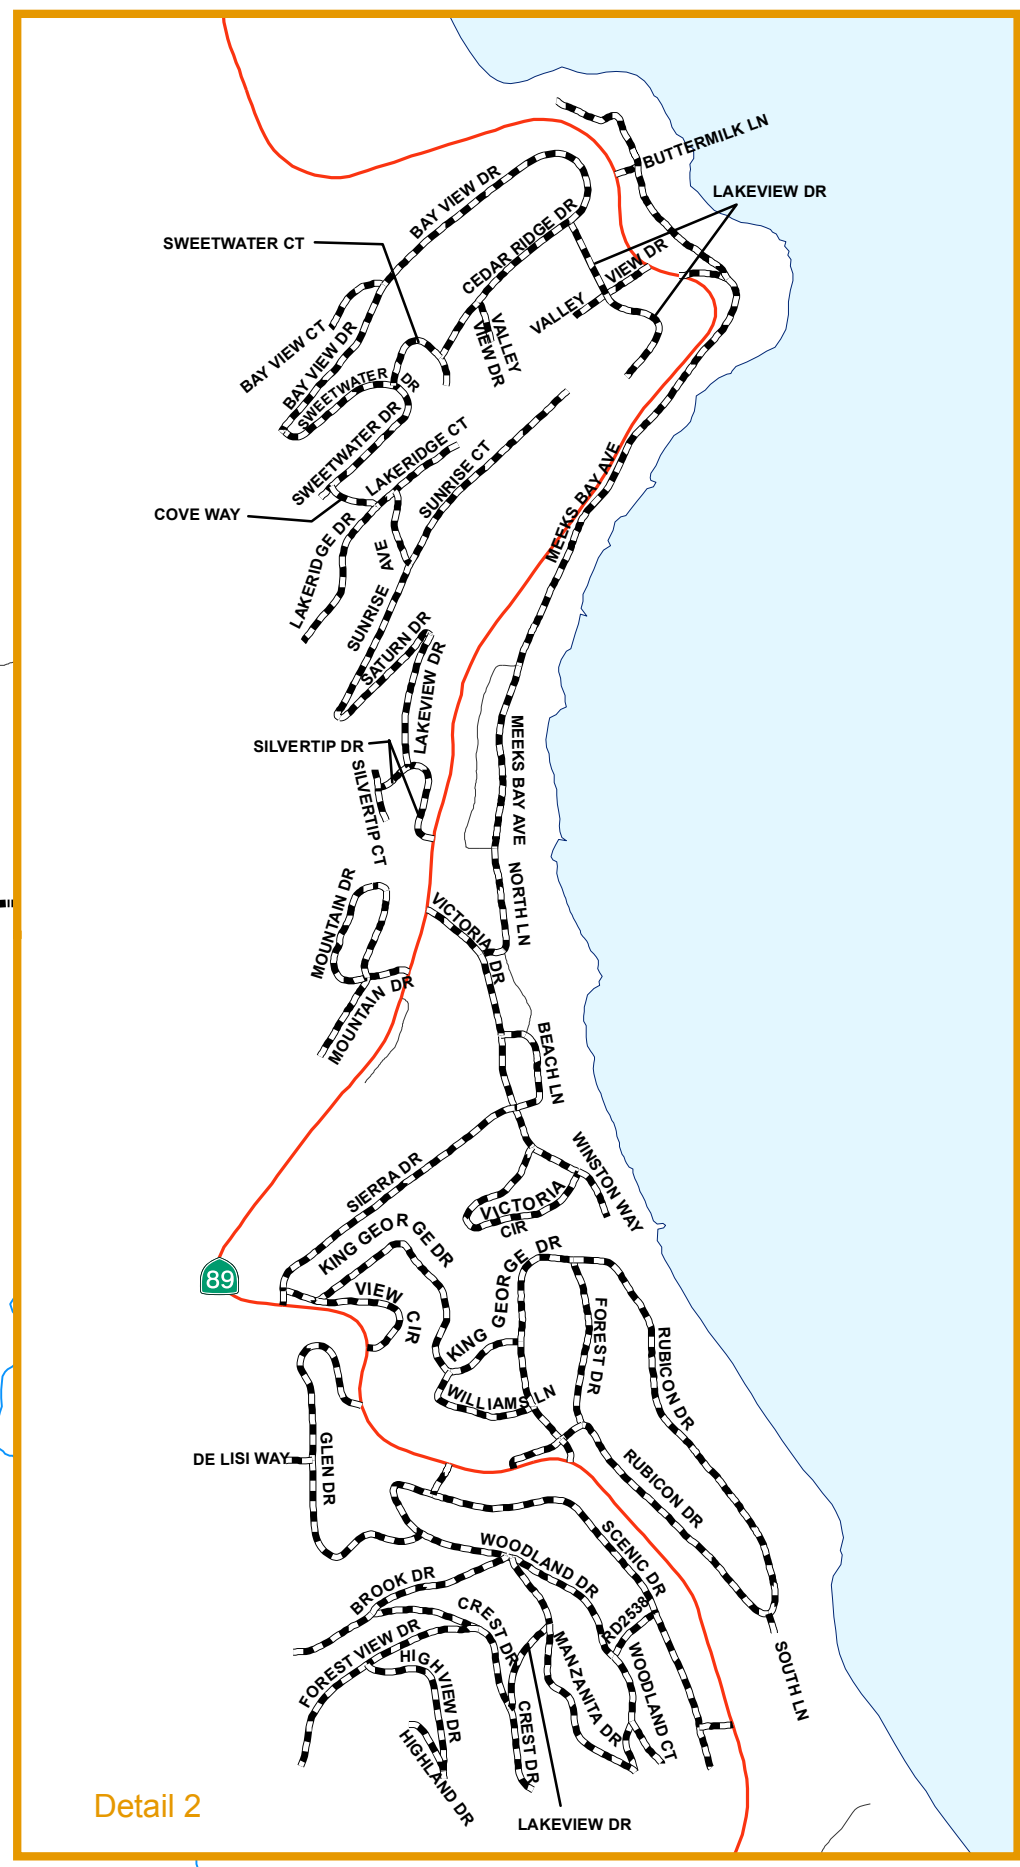 BUTTERMILK LN
LAKEVIEW DR
BAY VIEW DR
SWEETWATER CT
CEDAR RIDGE DR
VALLEY VIEW DR
VALLEY
VIEW DR
BAY VIEW CT
BAY VIEW DR
SWEETWATER DR
SWEETWATER DR
LAKERIDGE CT
SUNRISE CT
COVE WAY
LAKERIDGE DR
MEEKS BAY AVE
SUNRISE AVE
SATURN DR
LAKEVIEW DR
SILVERTIP DR
SILVERTIP CT
MEEKS BAY AVE
MOUNTAIN DR
NORTH LN
VICTORIA DR
MOUNTAIN DR
BEACH LN
SIERRA DR
WINSTON WAY
VICTORIA
CIR
KING GEORGE DR
89
VIEW CIR
KING GEORGE DR
FOREST DR
RUBICON DR
WILLIAMS LN
DE LISI WAY
GLEN DR
RUBICON DR
WOODLAND DR
SCENIC DR
BROOK DR
CREST DR
RD2538
FOREST VIEW DR
HIGHVIEW DR
MANZANITA DR
WOODLAND CT
SOUTH LN
CREST DR
HIGHLAND DR
LAKEVIEW DR
Detail 2